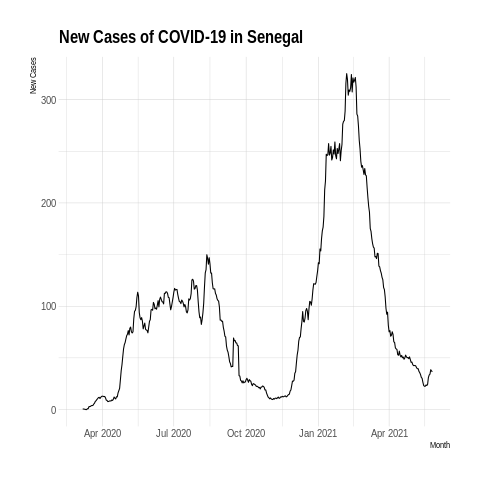 New Cases of COVID-19 in Senegal
New Cases
300
200
100
0
Apr 2020 Jul 2020 Oct 2020 Jan 2021 Apr 2021
Month